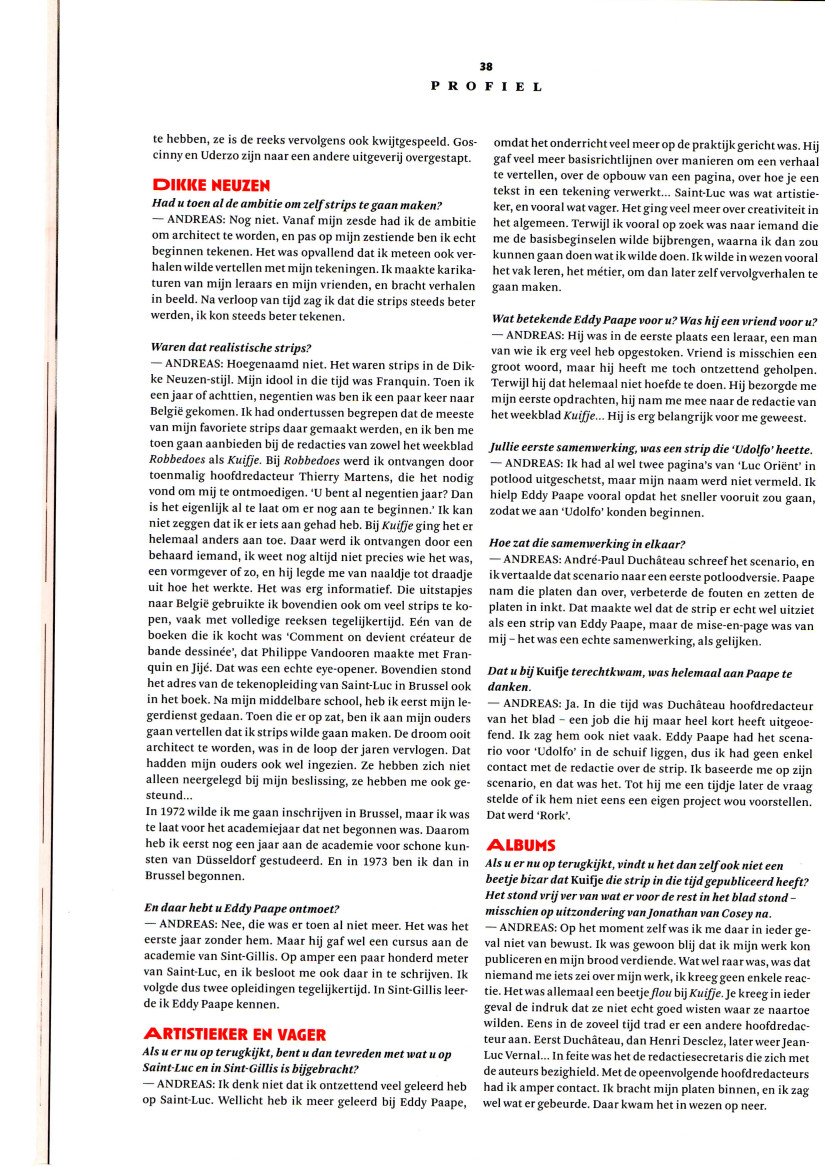 38
PROFIEL
te hebben, ze is de reeks vervolgens ook kwijtgespeeld. Gos-
cinny en Uderzo zijn naar een andere uitgeverij overgestapt.
DIKKE NEUZEN
Had u toen al de ambitie om zelf strips te gaan maken?
— ANDREAS: Nog niet. Vanaf mijn zesde had ik de ambitie
om architect te worden, en pas op mijn zestiende ben ik echt
beginnen tekenen. Het was opvallend dat ik meteen ook ver-
halen wilde vertellen met mijn tekeningen. Ik maakte karika-
turen van mijn leraars en mijn vrienden, en bracht verhalen
in beeld. Na verloop van tijd zag ik dat die strips steeds beter
werden, ik kon steeds beter tekenen.
Waren dat realistische strips?
— ANDREAS: Hoegenaamd niet. Het waren strips in de Dik-
ke Neuzen-stijl. Mijn idool in die tijd was Franquin. Toen ik
een jaar of achttien, negentien was ben ik een paar keer naar
België gekomen. Ik had ondertussen begrepen dat de meeste
van mijn favoriete strips daar gemaakt werden, en ik ben me
toen gaan aanbieden bij de redacties van zowel het weekblad
Robbedoes als Kuifje. Bij Robbedoes werd ik ontvangen door
toenmalig hoofdredacteur Thierry Martens, die het nodig
vond om mij te ontmoedigen. ‘U bent al negentien jaar? Dan
is het eigenlijk al te laat om er nog aan te beginnen.’ Ik kan
niet zeggen dat ik er iets aan gehad heb. Bij Kuifje ging het er
helemaal anders aan toe. Daar werd ik ontvangen door een
behaard iemand, ik weet nog altijd niet precies wie het was,
een vormgever of zo, en hij legde me van naaldje tot draadje
uit hoe het werkte. Het was erg informatief. Die uitstapjes
naar België gebruikte ik bovendien ook om veel strips te ko-
pen, vaak met volledige reeksen tegelijkertijd. Eén van de
boeken die ik kocht was ‘Comment on devient créateur de
bande dessinée’, dat Philippe Vandooren maakte met Fran-
quin en Jijé. Dat was een echte eye-opener. Bovendien stond
het adres van de tekenopleiding van Saint-Luc in Brussel ook
in het boek. Na mijn middelbare school, heb ik eerst mijn le-
gerdienst gedaan. Toen die er op zat, ben ik aan mijn ouders
gaan vertellen dat ik strips wilde gaan maken. De droom ooit
architect te worden, was in de loop der jaren vervlogen. Dat
hadden mijn ouders ook wel ingezien. Ze hebben zich niet
alleen neergelegd bij mijn beslissing, ze hebben me ook ge-
steund...
In 1972 wilde ik me gaan inschrijven in Brussel, maar ik was
te laat voor het academiejaar dat net begonnen was. Daarom
heb ik eerst nog een jaar aan de academie voor schone kun-
sten van Düsseldorf gestudeerd. En in 1973 ben ik dan in
Brussel begonnen.
En daar hebt u Eddy Paape ontmoet?
— ANDREAS: Nee, die was er toen al niet meer. Het was het
eerste jaar zonder hem. Maar hij gaf wel een cursus aan de
academie van Sint-Gillis. Op amper een paar honderd meter
van Saint-Luc, en ik besloot me ook daar in te schrijven. Ik
volgde dus twee opleidingen tegelijkertijd. In Sint-Gillis leer-
de ik Eddy Paape kennen.
ARTISTIEKER EN VAGER
Als u er nu op terugkijkt, bent u dan tevreden met wat u op
Saint-Luc en in Sint-Gillis is bijgebracht?
— ANDREAS: Ik denk niet dat ik ontzettend veel geleerd heb
op Saint-Luc. Wellicht heb ik meer geleerd bij Eddy Paape,
omdat het onderricht veel meer op de praktijk gericht was. Hij
gaf veel meer basisrichtlijnen over manieren om een verhaal
te vertellen, over de opbouw van een pagina, over hoe je een
tekst in een tekening verwerkt... Saint-Luc was wat artistie-
ker, en vooral wat vager. Het ging veel meer over creativiteit in
het algemeen. Terwijl ik vooral op zoek was naar iemand die
me de basisbeginselen wilde bijbrengen, waarna ik dan zou
kunnen gaan doen wat ik wilde doen. Ik wilde in wezen vooral
het vak leren, het métier, om dan later zelf vervolgverhalen te
gaan maken.
Wat betekende Eddy Paape voor u? Was hij een vriend voor u?
— ANDREAS: Hij was in de eerste plaats een leraar, een man
van wie ik erg veel heb opgestoken. Vriend is misschien een
groot woord, maar hij heeft me toch ontzettend geholpen.
Terwijl hij dat helemaal niet hoefde te doen. Hij bezorgde me
mijn eerste opdrachten, hij nam me mee naar de redactie van
het weekblad Kuifje... Hij is erg belangrijk voor me geweest.
Jullie eerste samenwerking, was een strip die ‘Udolfo’ heette.
— ANDREAS: Ik had al wel twee pagina’s van ‘Luc Oriënt’ in
potlood uitgeschetst, maar mijn naam werd niet vermeld. Ik
hielp Eddy Paape vooral opdat het sneller vooruit zou gaan,
zodat we aan ‘Udolfo’ konden beginnen.
Hoe zat die samenwerking in elkaar?
— ANDREAS: André-Paul Duchâteau schreef het scenario, en
ik vertaalde dat scenario naar een eerste potloodversie. Paape
nam die platen dan over, verbeterde de fouten en zetten de
platen in inkt. Dat maakte wel dat de strip er echt wel uitziet
als een strip van Eddy Paape, maar de mise-en-page was van
mij – het was een echte samenwerking, als gelijken.
Dat u bij Kuifje terechtkwam, was helemaal aan Paape te
danken.
— ANDREAS: Ja. In die tijd was Duchâteau hoofdredacteur
van het blad – een job die hij maar heel kort heeft uitgeoe-
fend. Ik zag hem ook niet vaak. Eddy Paape had het scena-
rio voor ‘Udolfo’ in de schuif liggen, dus ik had geen enkel
contact met de redactie over de strip. Ik baseerde me op zijn
scenario, en dat was het. Tot hij me een tijdje later de vraag
stelde of ik hem niet eens een eigen project wou voorstellen.
Dat werd ‘Rork’.
ALBUMS
Als u er nu op terugkijkt, vindt u het dan zelf ook niet een
beetje bizar dat Kuifje die strip in die tijd gepubliceerd heeft?
Het stond vrij ver van wat er voor de rest in het blad stond –
misschien op uitzondering van Jonathan van Cosey na.
— ANDREAS: Op het moment zelf was ik me daar in ieder ge-
val niet van bewust. Ik was gewoon blij dat ik mijn werk kon
publiceren en mijn brood verdiende. Wat wel raar was, was dat
niemand me iets zei over mijn werk, ik kreeg geen enkele reac-
tie. Het was allemaal een beetje flou bij Kuifje. Je kreeg in ieder
geval de indruk dat ze niet echt goed wisten waar ze naartoe
wilden. Eens in de zoveel tijd trad er een andere hoofdredac-
teur aan. Eerst Duchâteau, dan Henri Desclez, later weer Jean-
Luc Vernal... In feite was het de redactiesecretaris die zich met
de auteurs bezighield. Met de opeenvolgende hoofdredacteurs
had ik amper contact. Ik bracht mijn platen binnen, en ik zag
wel wat er gebeurde. Daar kwam het in wezen op neer.